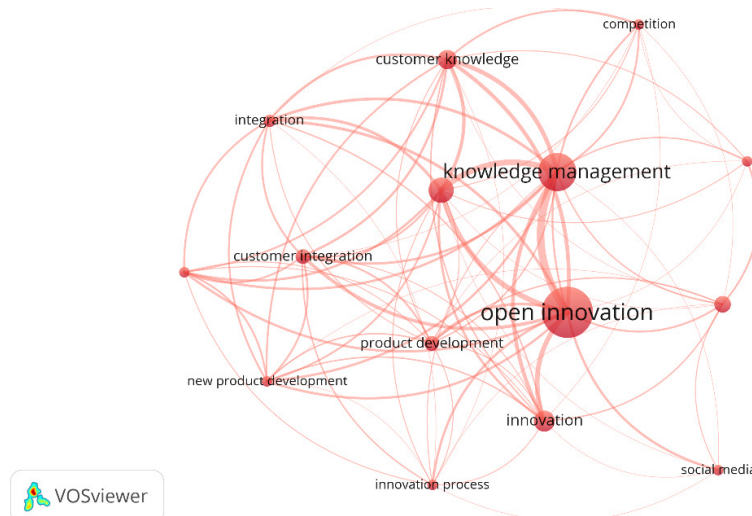 competition
customer knowledge
integration
knowledge management
customer integration
open innovation
product development
new product development
innovation
social media
innovation process
VOSviewer